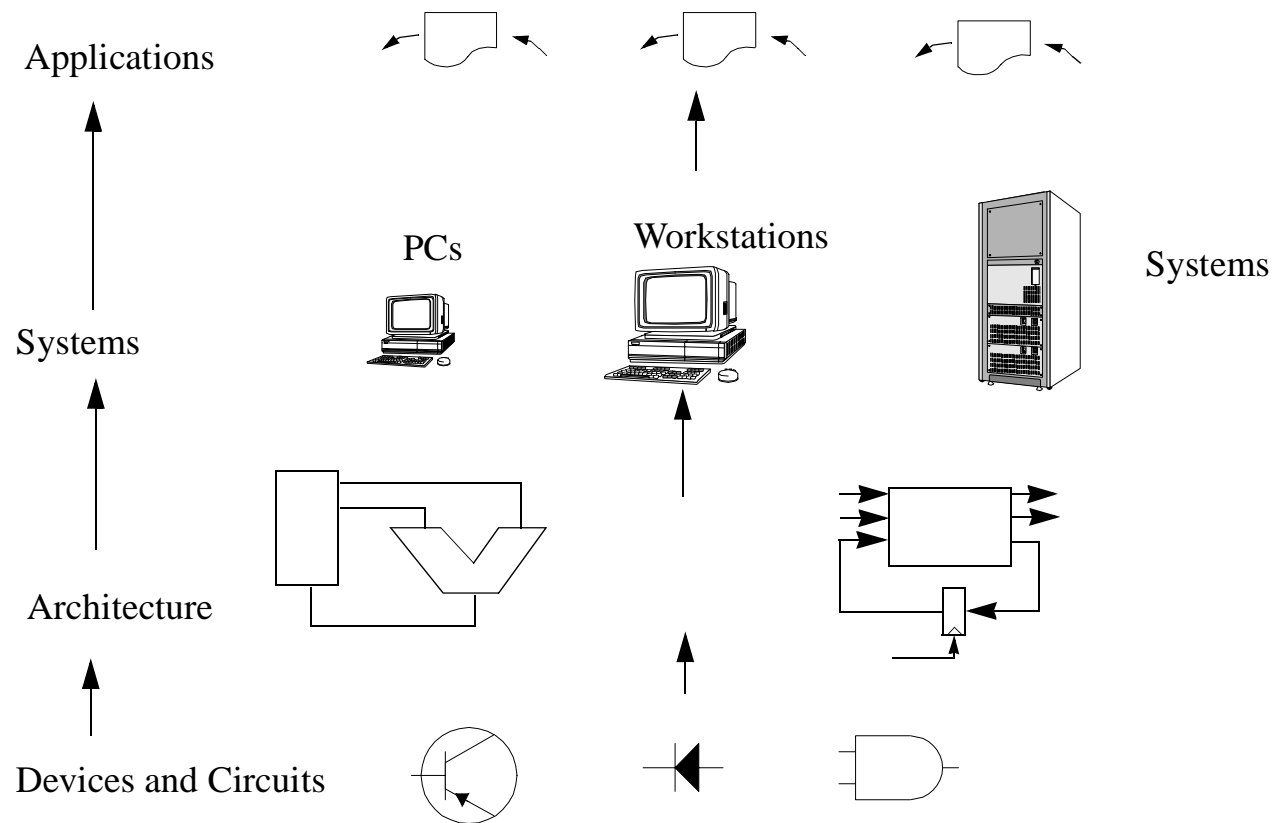 Applications
PCs
Workstations
Systems
Systems
Architecture
Devices and Circuits